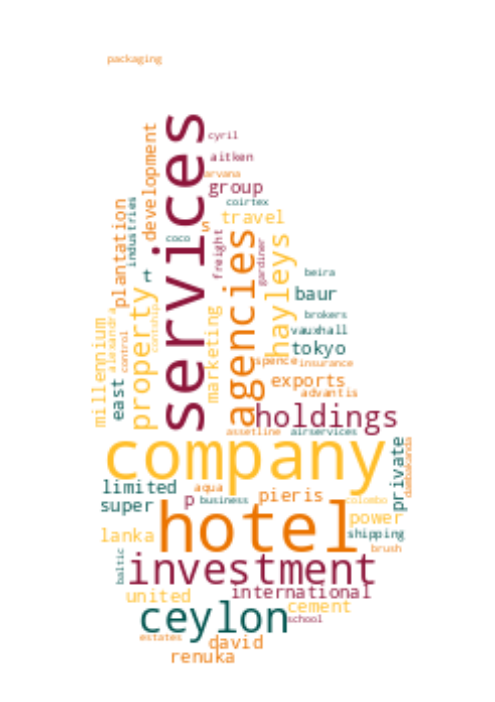 packaging
services
cyril
aitken
arvana
group
coirtex
development
travel
s
coco
industries
plantation
t
freight
gardiner
agencies
hayleys
beira
baur
brokers
vauxhall
tokyo
property
millennium
alexandra
control
east
marketing
spence
insurance
exports
advantis
holdings
assetline
airservices
company
private
dambakanda
limited
aqua
p
business
pieris
colombo
super
hotel
power
lanka
shipping
brush
baltic
investment
international
united
cement
ceylon
school
estates
david
renuka